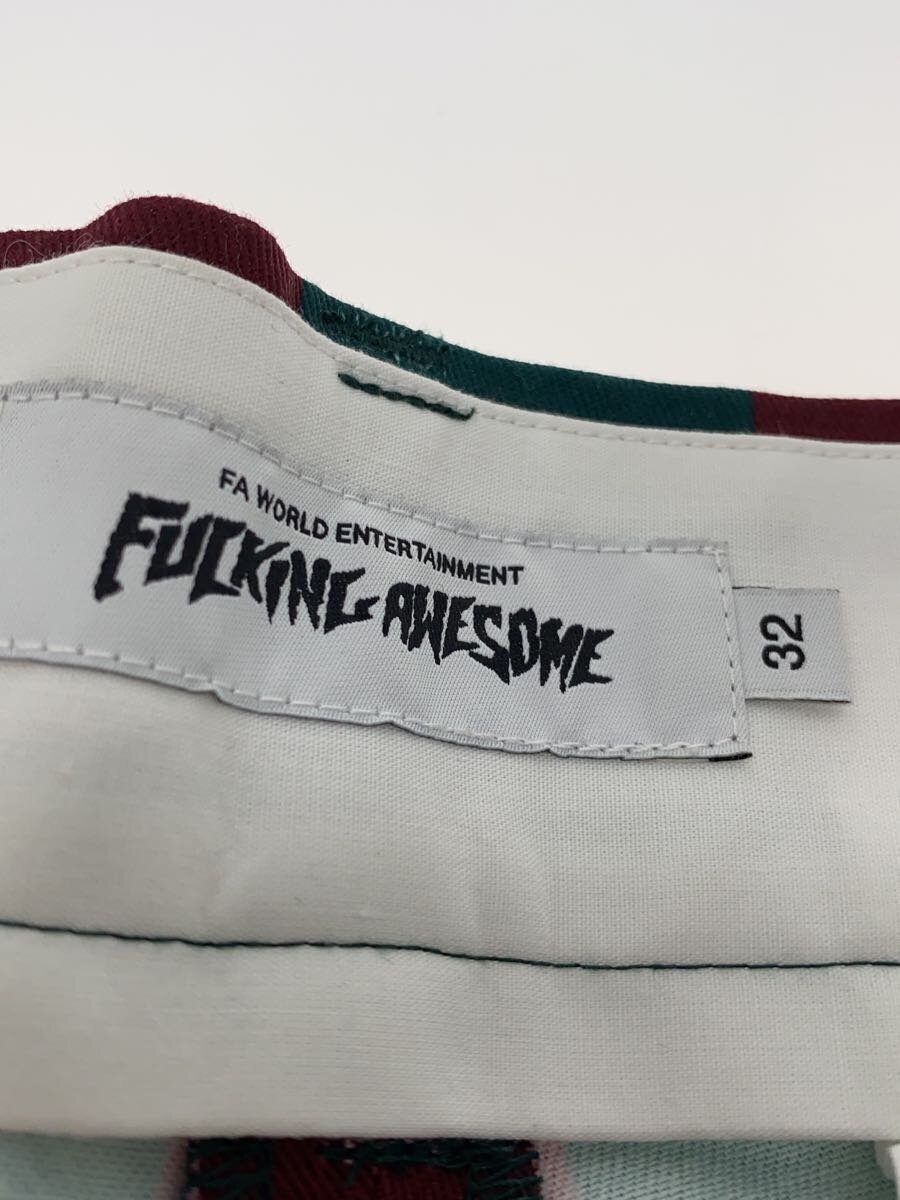 FA WORLD ENTERTAINMENT
FUCKING AWESOME
32